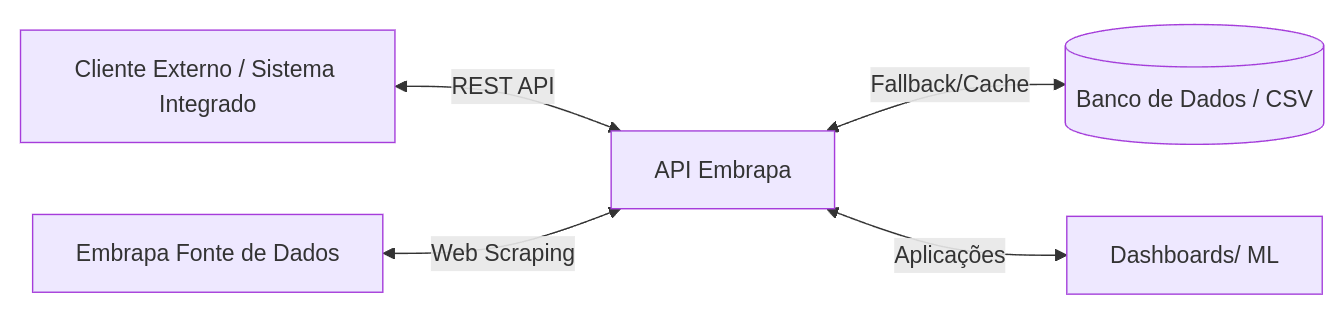 Cliente Externo / Sistema
Integrado
REST API
Fallback/Cache
Banco de Dados / CSV
API Embrapa
Embrapa Fonte de Dados
Web Scraping
Aplicações
Dashboards/ ML